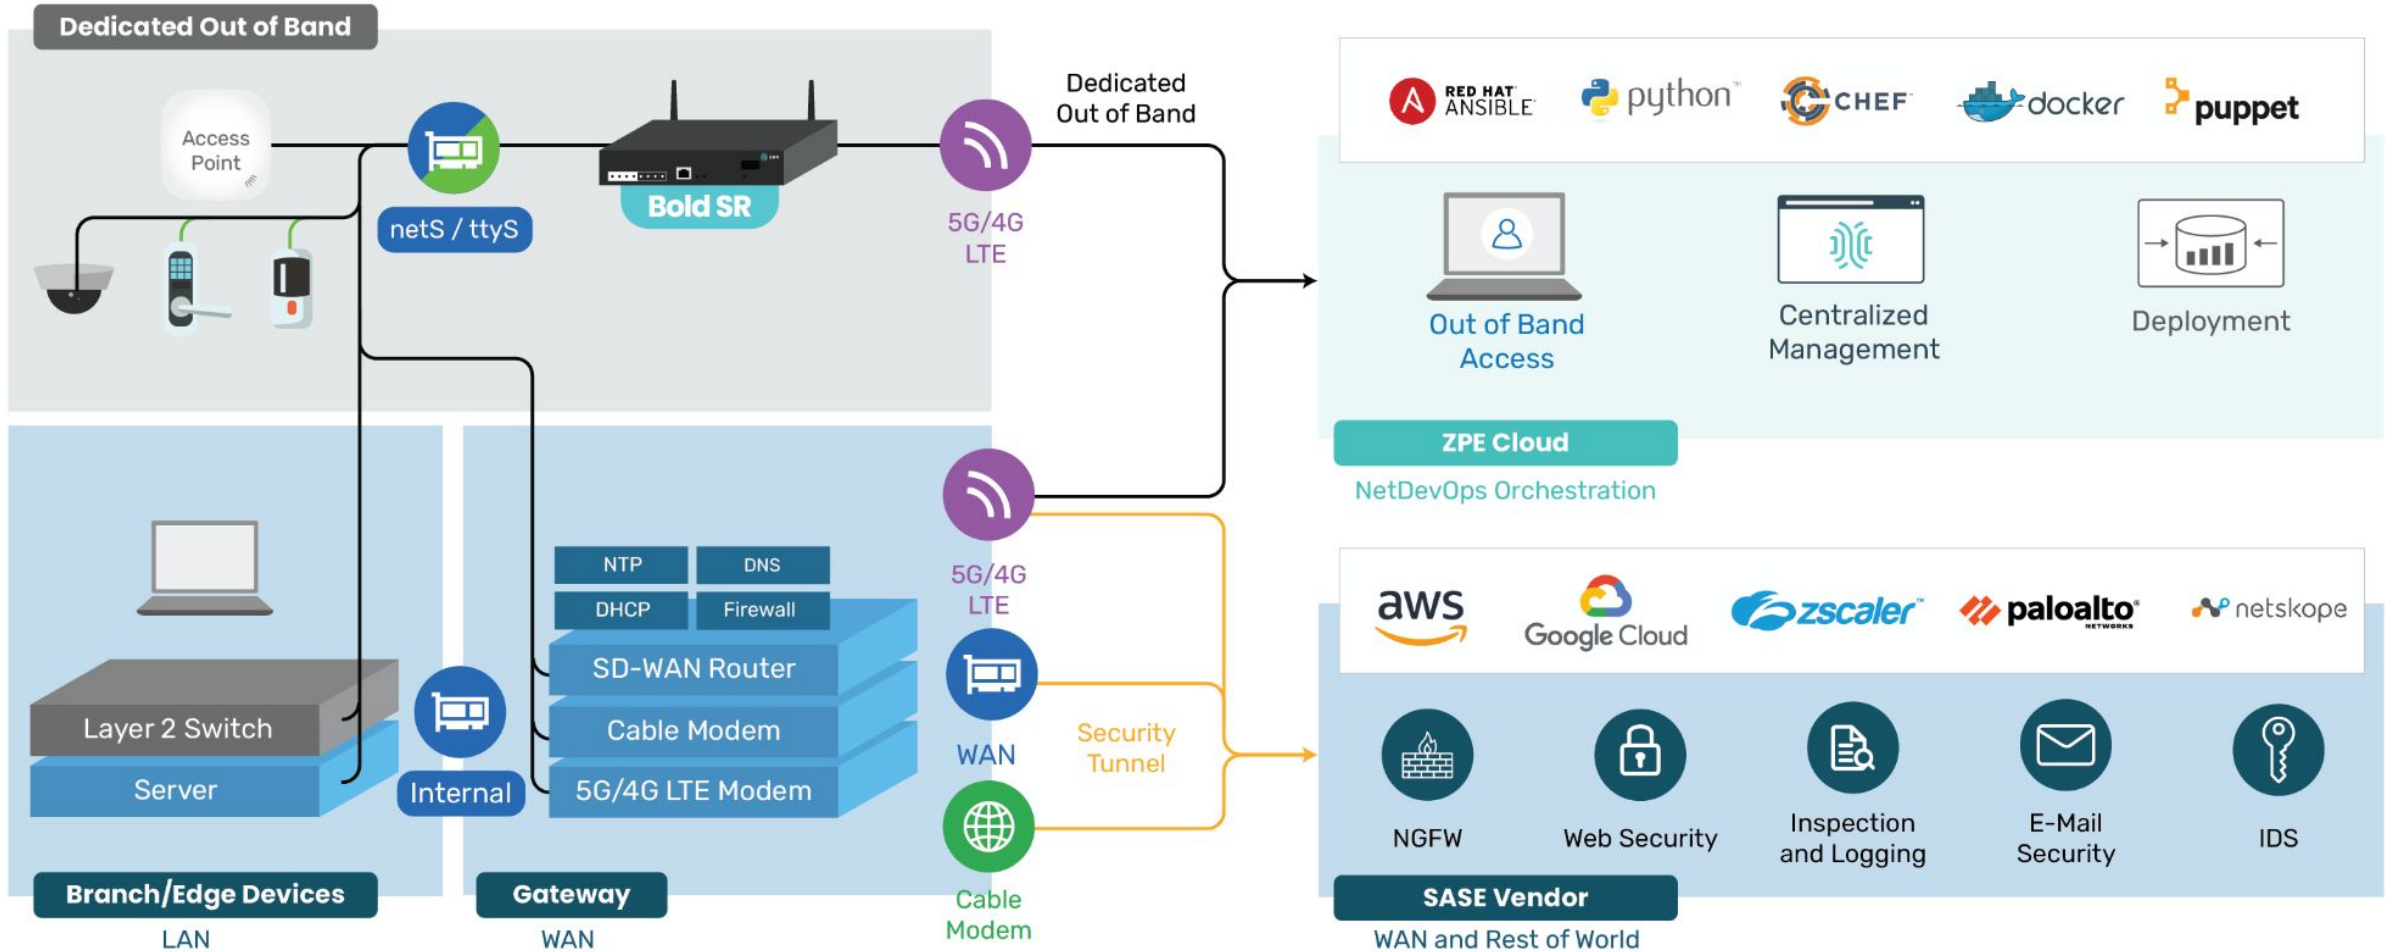 Dedicated Out of Band
Access
Point
netS / ttyS
Bold SR
5G/4G
LTE
Dedicated
Out of Band
RED HAT
ANSIBLE
python™
CHEF™
docker
puppet
Out of Band
Access
Centralized
Management
Deployment
ZPE Cloud
NetDevOps Orchestration
Layer 2 Switch
Server
Internal
Branch/Edge Devices
LAN
NTP
DNS
DHCP
Firewall
SD-WAN Router
Cable Modem
5G/4G LTE Modem
Gateway
WAN
5G/4G
LTE
WAN
Cable
Modem
Security
Tunnel
aws
Google Cloud
zscaler™
paloalto®
NETWORKS
netskope
NGFW
Web Security
Inspection
and Logging
E-Mail
Security
IDS
SASE Vendor
WAN and Rest of World